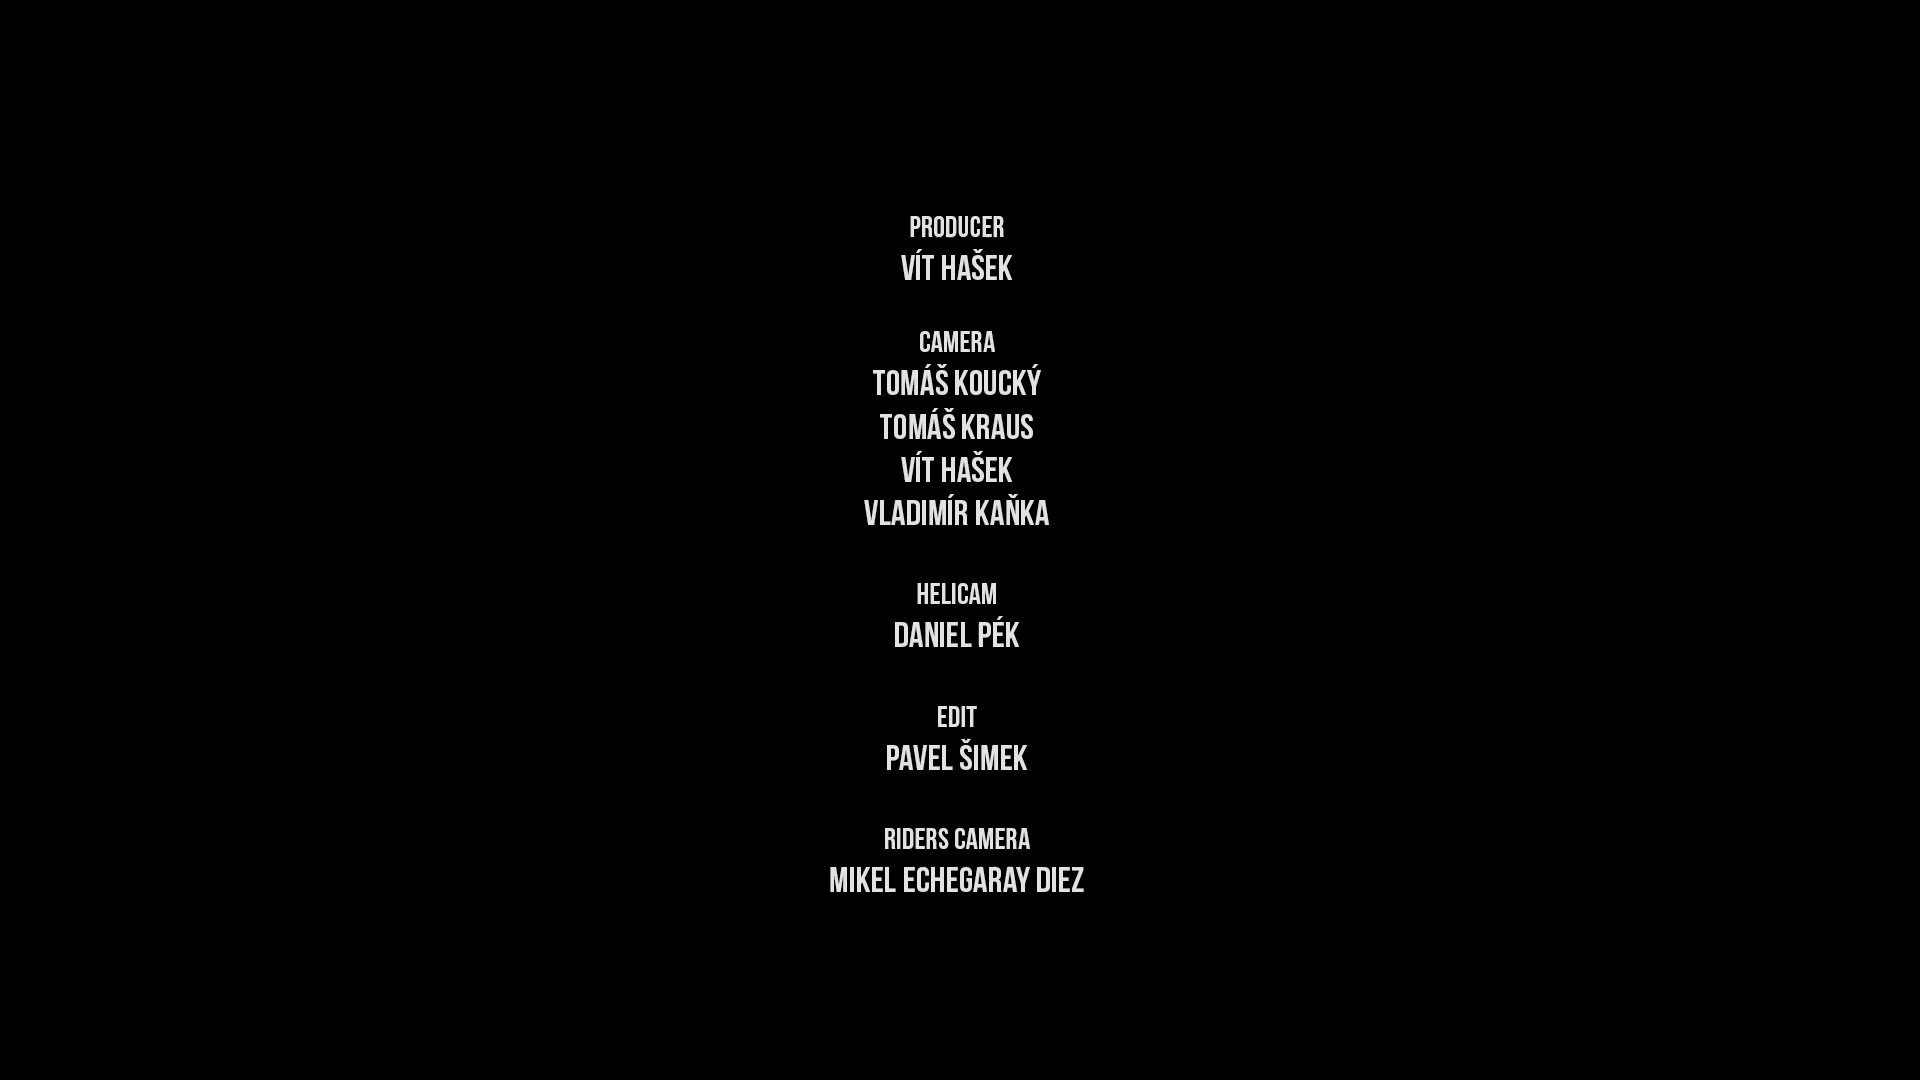 PRODUCER
VÍT HAŠEK
CAMERA
TOMÁŠ KOUCKÝ
TOMÁŠ KRAUS
VÍT HAŠEK
VLADIMÍR KAŇKA
HELICAM
DANIEL PÉK
EDIT
PAVEL ŠIMEK
RIDERS CAMERA
MIKEL ECHEGARAY DIEZ